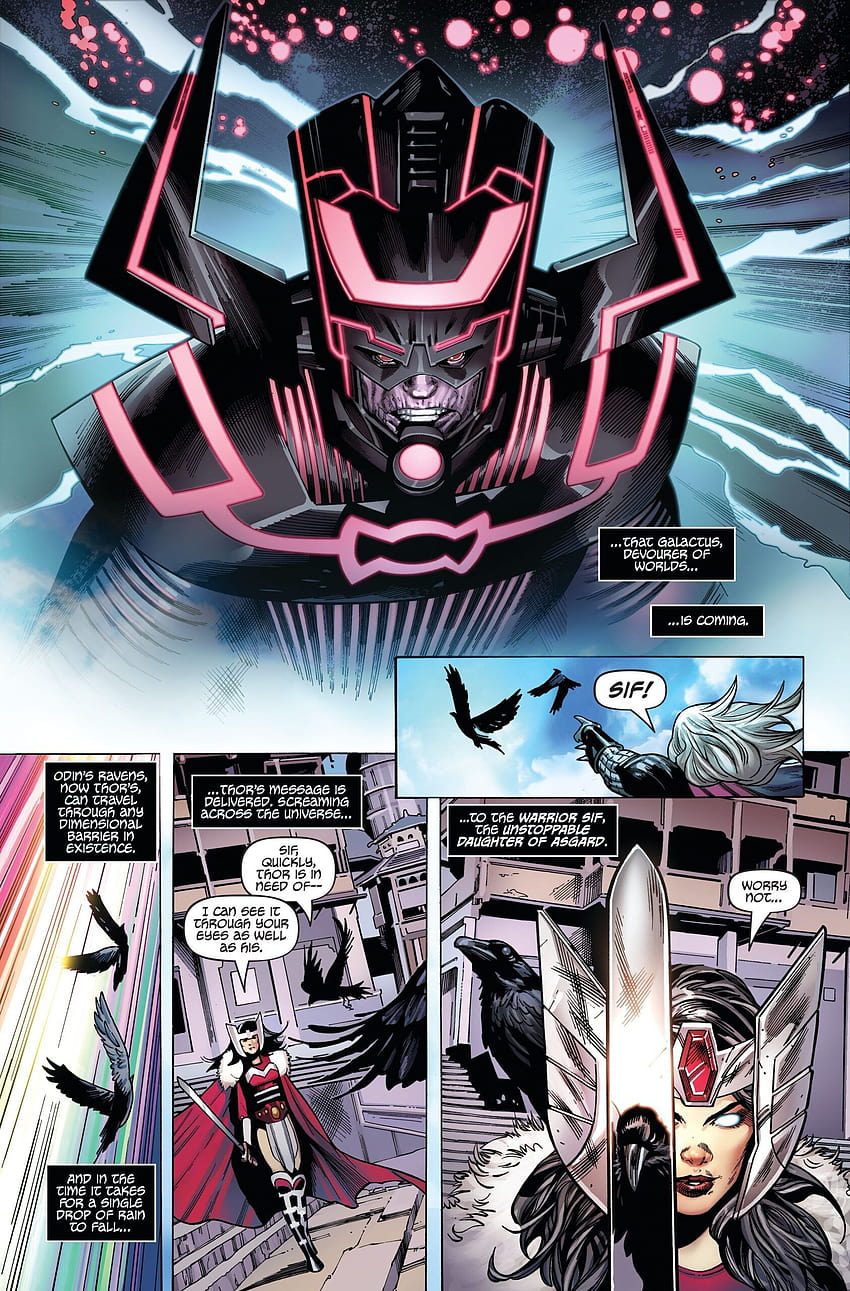 ...THAT GALACTUS,
DEVOURER OF
WORLDS...
...IS COMING.
SIF!
ODIN'S RAVENS,
NOW THOR'S,
CAN TRAVEL
THROUGH ANY
DIMENSIONAL
BARRIER IN
EXISTENCE.
AND IN THE
TIME IT TAKES
FOR A SINGLE
DROP OF RAIN
TO FALL...
...THOR'S MESSAGE IS
DELIVERED, SCREAMING
ACROSS THE UNIVERSE...
SIF,
QUICKLY,
THOR IS IN
NEED OF--
I CAN SEE IT
THROUGH YOUR
EYES AS WELL
AS HIS.
...TO THE WARRIOR SIF,
THE UNSTOPPABLE
DAUGHTER OF ASGARD.
WORRY
NOT...